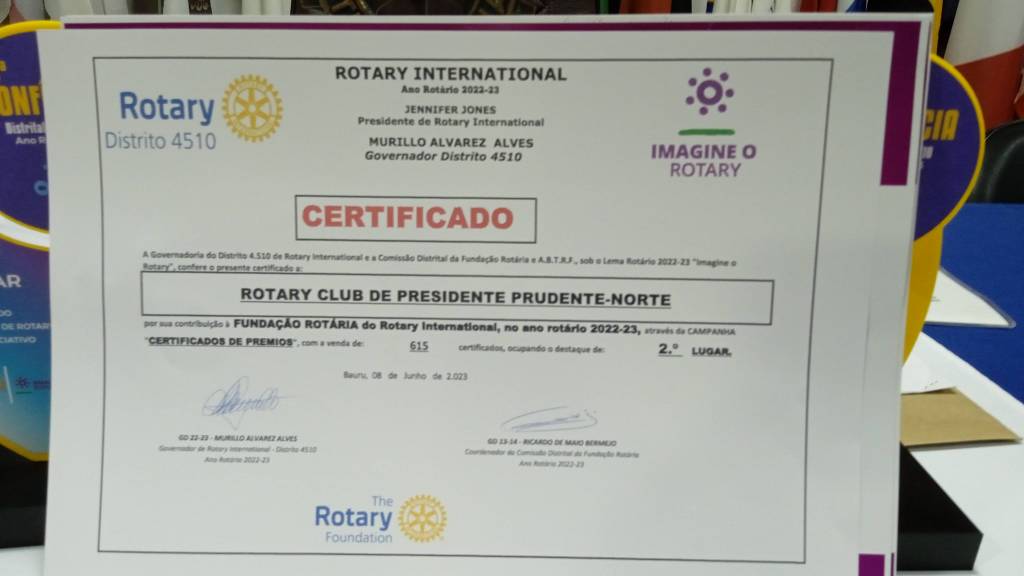 ROTARY INTERNATIONAL
Ano Rotário 2022-23
JENNIFER JONES
Presidente de Rotary International
MURILLO ALVAREZ ALVES
Governador Distrito 4510
Rotary
Distrito 4510
IMAGINE O
ROTARY
CERTIFICADO
A Governadoria do Distrito 4.510 de Rotary International e a Comissão Distrital da Fundação Rotária e A.B.T.R.F., sob o Lema Rotário 2022-23 "Imagine o
Rotary", confere o presente certificado a:
ROTARY CLUB DE PRESIDENTE PRUDENTE-NORTE
por sua contribuição à FUNDAÇÃO ROTÁRIA do Rotary International, no ano rotário 2022-23, através da CAMPANHA
"CERTIFICADOS DE PREMIOS", com a venda de: 615 certificados, ocupando o destaque de: 2.º LUGAR.
Bauru, 08 de Junho de 2.023
GD 22-23 - MURILLO ALVAREZ ALVES
Governador de Rotary International - Distrito 4510
Ano Rotário 2022-23
GD 13-14 - RICARDO DE MAIO BERMEJO
Coordenador da Comissão Distrital da Fundação Rotária
Ano Rotário 2022-23
The
Rotary
Foundation